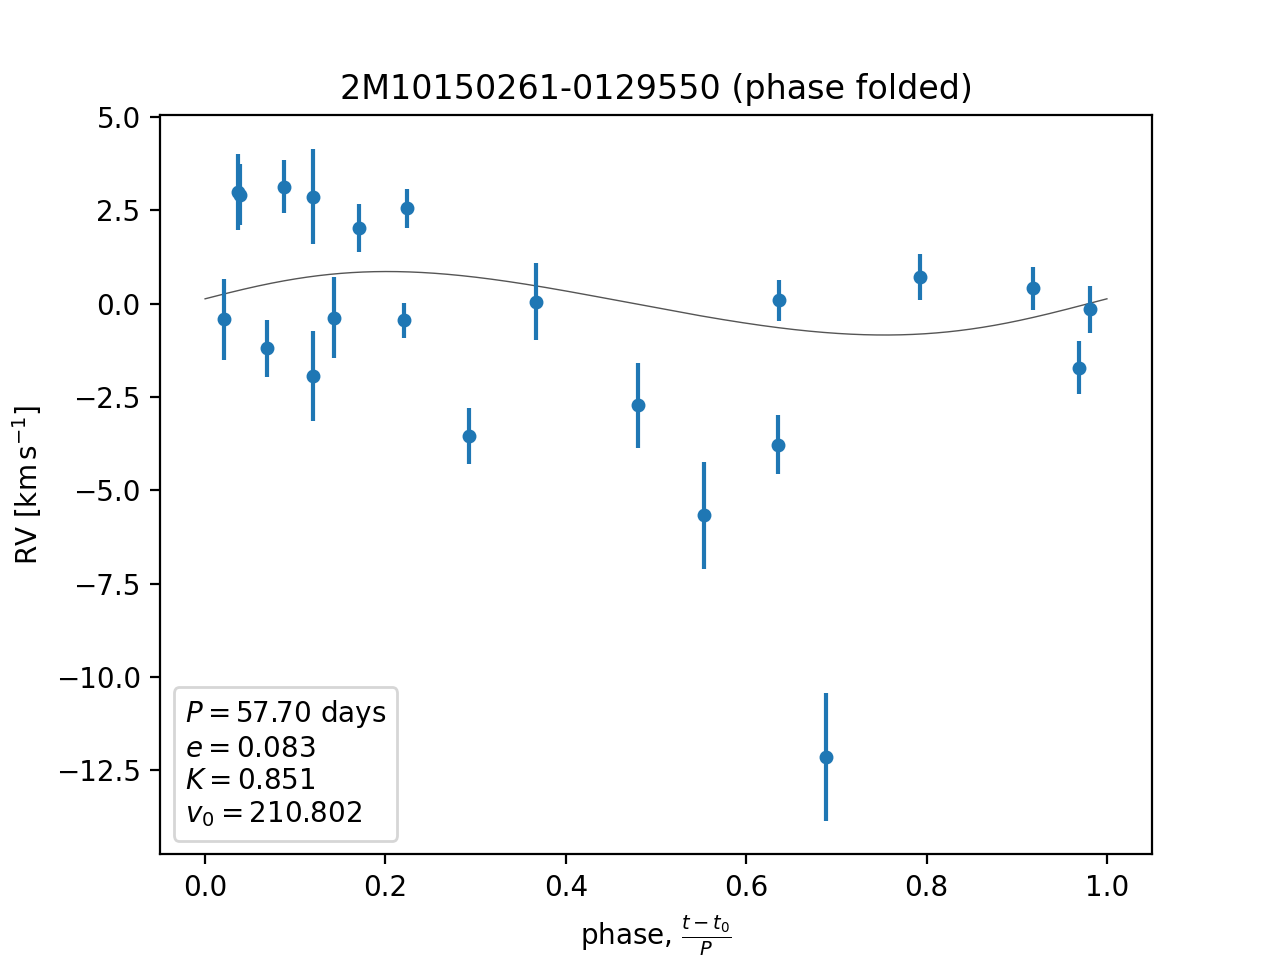 2M10150261-0129550 (phase folded)
RV [km s⁻¹]
5.0
2.5
0.0
−2.5
−5.0
−7.5
−10.0
−12.5
P = 57.70 days
e = 0.083
K = 0.851
v₀ = 210.802
0.0 0.2 0.4 0.6 0.8 1.0
phase, (t − t₀)/P